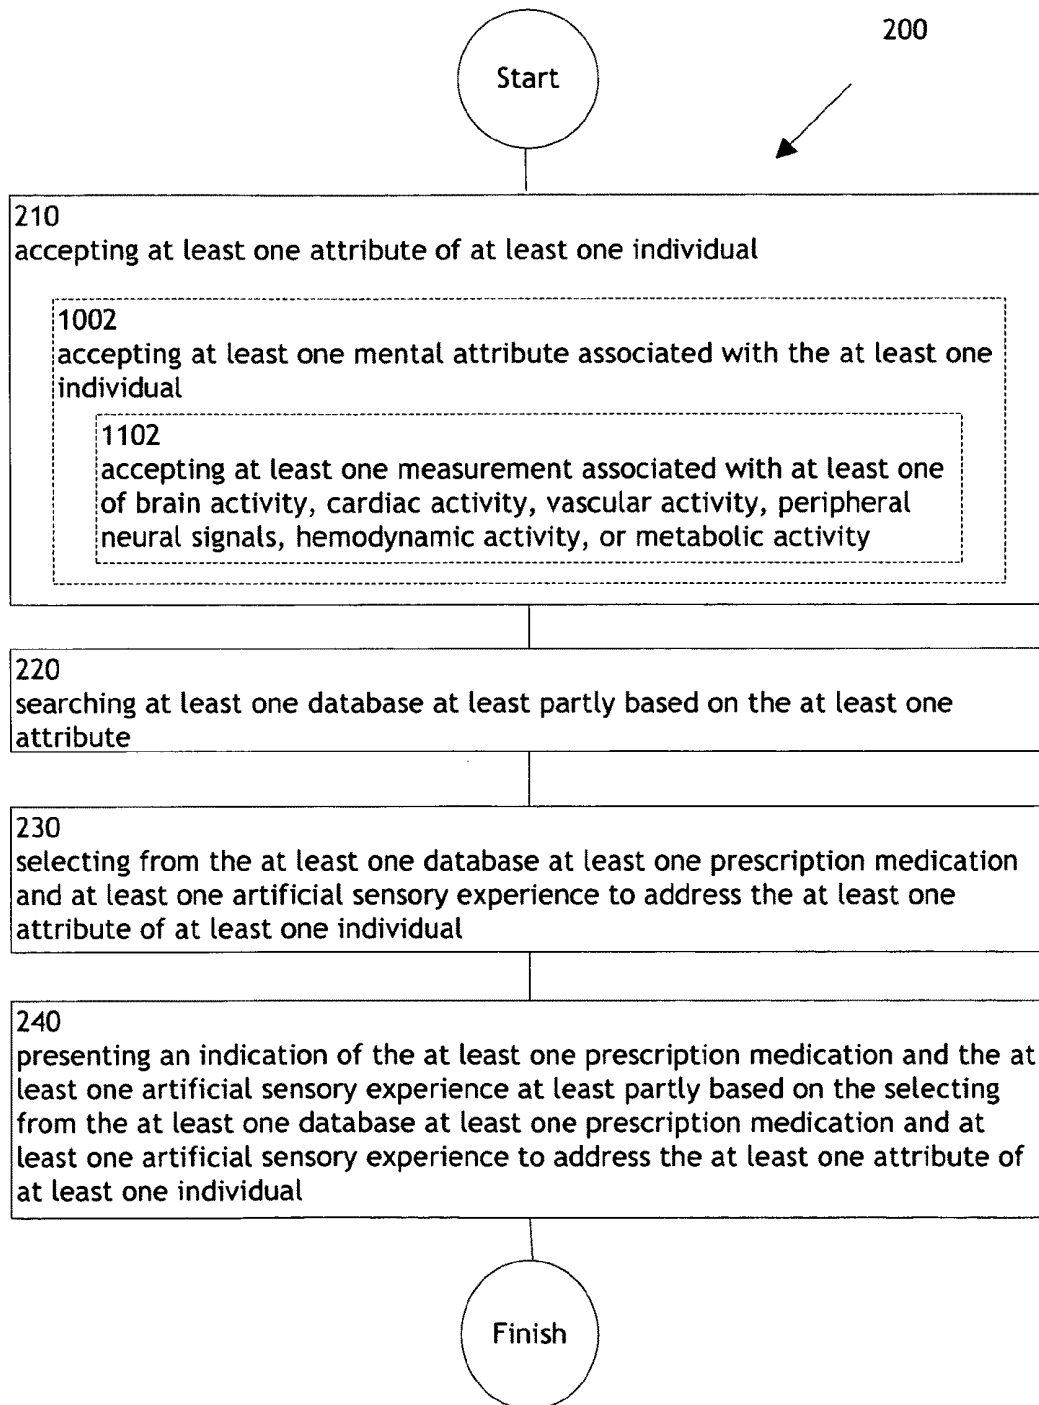 200
Start
210
accepting at least one attribute of at least one individual
1002
accepting at least one mental attribute associated with the at least one
individual
1102
accepting at least one measurement associated with at least one
of brain activity, cardiac activity, vascular activity, peripheral
neural signals, hemodynamic activity, or metabolic activity
220
searching at least one database at least partly based on the at least one
attribute
230
selecting from the at least one database at least one prescription medication
and at least one artificial sensory experience to address the at least one
attribute of at least one individual
240
presenting an indication of the at least one prescription medication and the at
least one artificial sensory experience at least partly based on the selecting
from the at least one database at least one prescription medication and at
least one artificial sensory experience to address the at least one attribute of
at least one individual
Finish